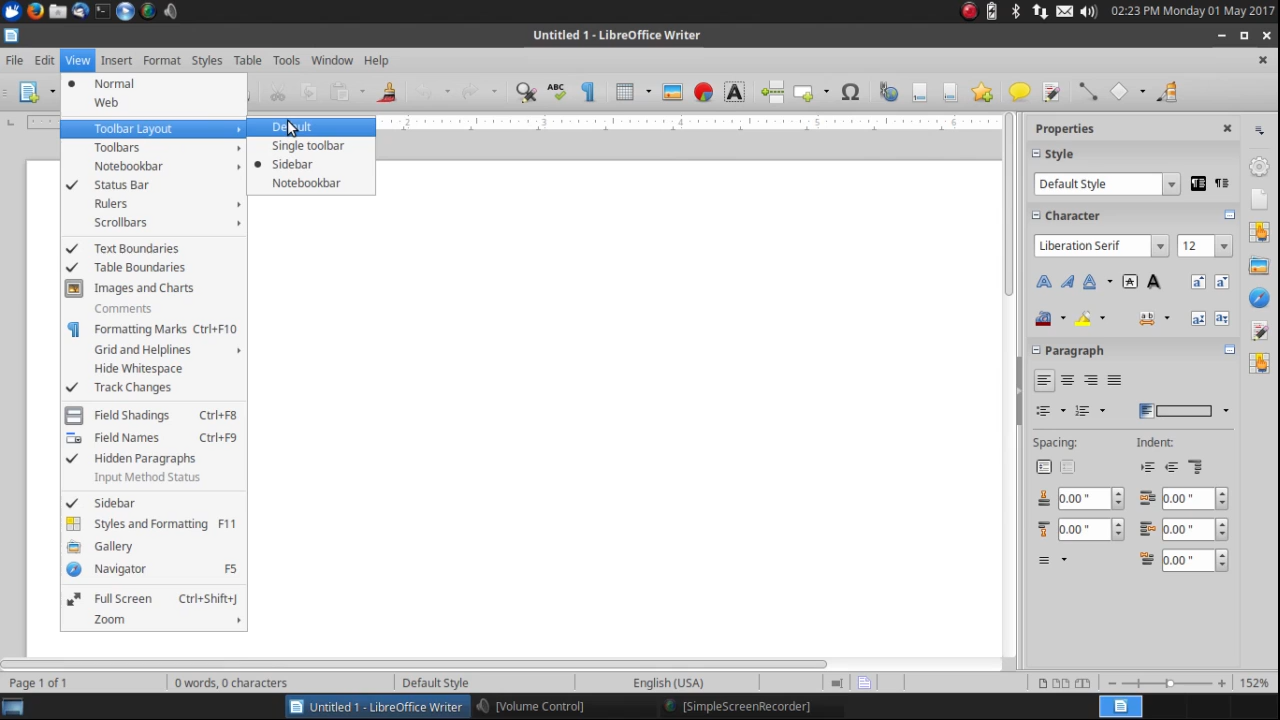 02:23 PM Monday 01 May 2017
Untitled 1 - LibreOffice Writer
File Edit View Insert Format Styles Table Tools Window Help
Normal
Web
Toolbar Layout
Toolbars
Notebookbar
Status Bar
Rulers
Scrollbars
Text Boundaries
Table Boundaries
Images and Charts
Comments
Formatting Marks Ctrl+F10
Grid and Helplines
Hide Whitespace
Track Changes
Field Shadings Ctrl+F8
Field Names Ctrl+F9
Hidden Paragraphs
Input Method Status
Sidebar
Styles and Formatting F11
Gallery
Navigator F5
Full Screen Ctrl+Shift+J
Zoom
Default
Single toolbar
Sidebar
Notebookbar
2 3 4 5 6
Properties
Style
Default Style
Character
Liberation Serif 12
Paragraph
Spacing: Indent:
0.00 " 0.00 "
0.00 " 0.00 "
0.00 "
Page 1 of 1 0 words, 0 characters Default Style English (USA) 152%
Untitled 1 - LibreOffice Writer [Volume Control] [SimpleScreenRecorder]